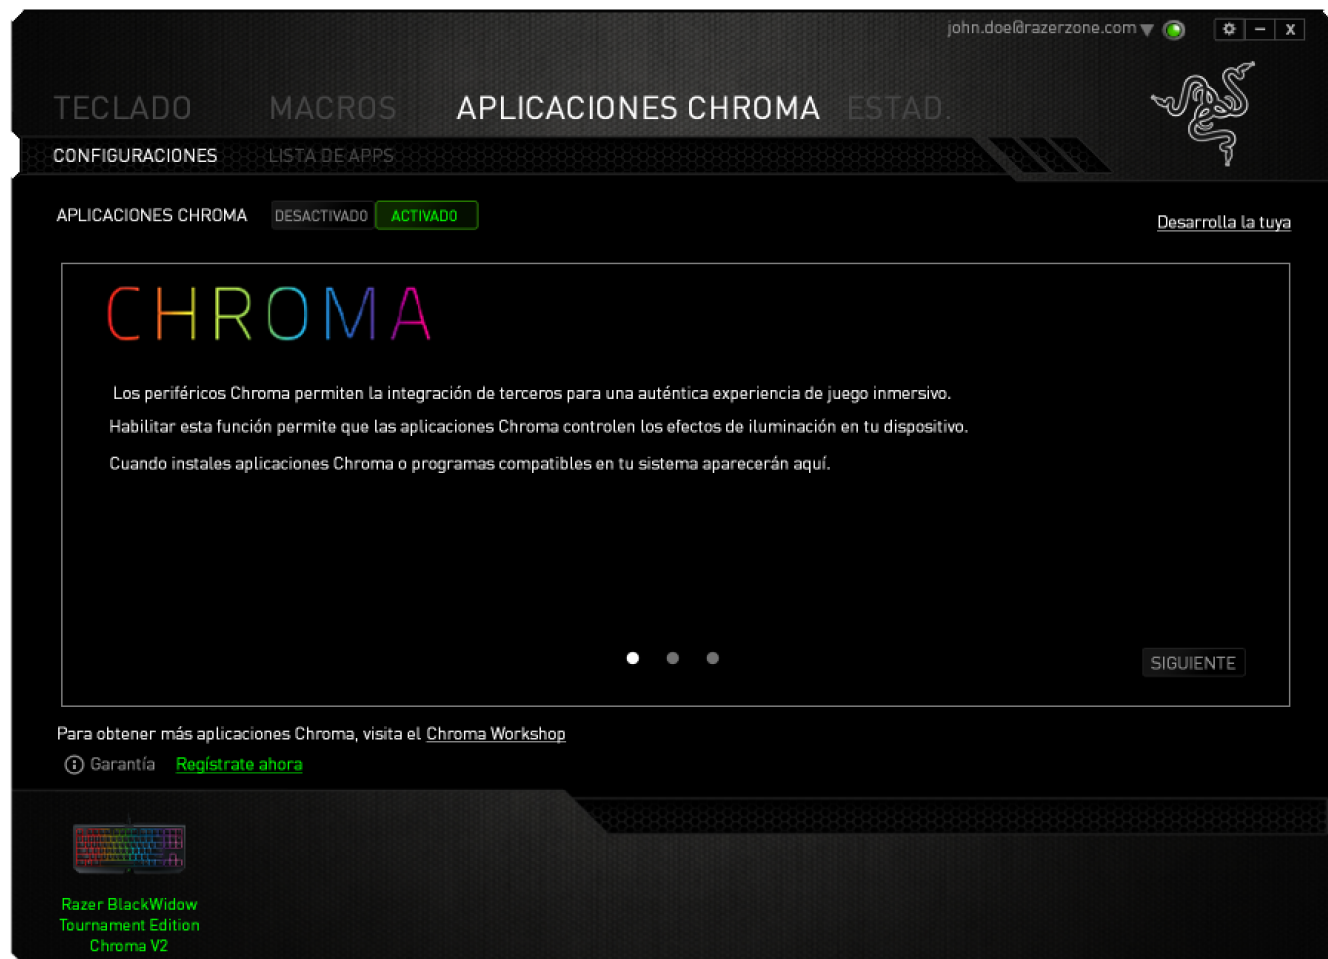 john.doe@razerzone.com
TECLADO MACROS APLICACIONES CHROMA ESTAD.
CONFIGURACIONES LISTA DE APPS
APLICACIONES CHROMA DESACTIVADO ACTIVADO
Desarrolla la tuya
CHROMA
Los periféricos Chroma permiten la integración de terceros para una auténtica experiencia de juego inmersivo.
Habilitar esta función permite que las aplicaciones Chroma controlen los efectos de iluminación en tu dispositivo.
Cuando instales aplicaciones Chroma o programas compatibles en tu sistema aparecerán aquí.
SIGUIENTE
Para obtener más aplicaciones Chroma, visita el Chroma Workshop
Garantía Regístrate ahora
Razer BlackWidow
Tournament Edition
Chroma V2